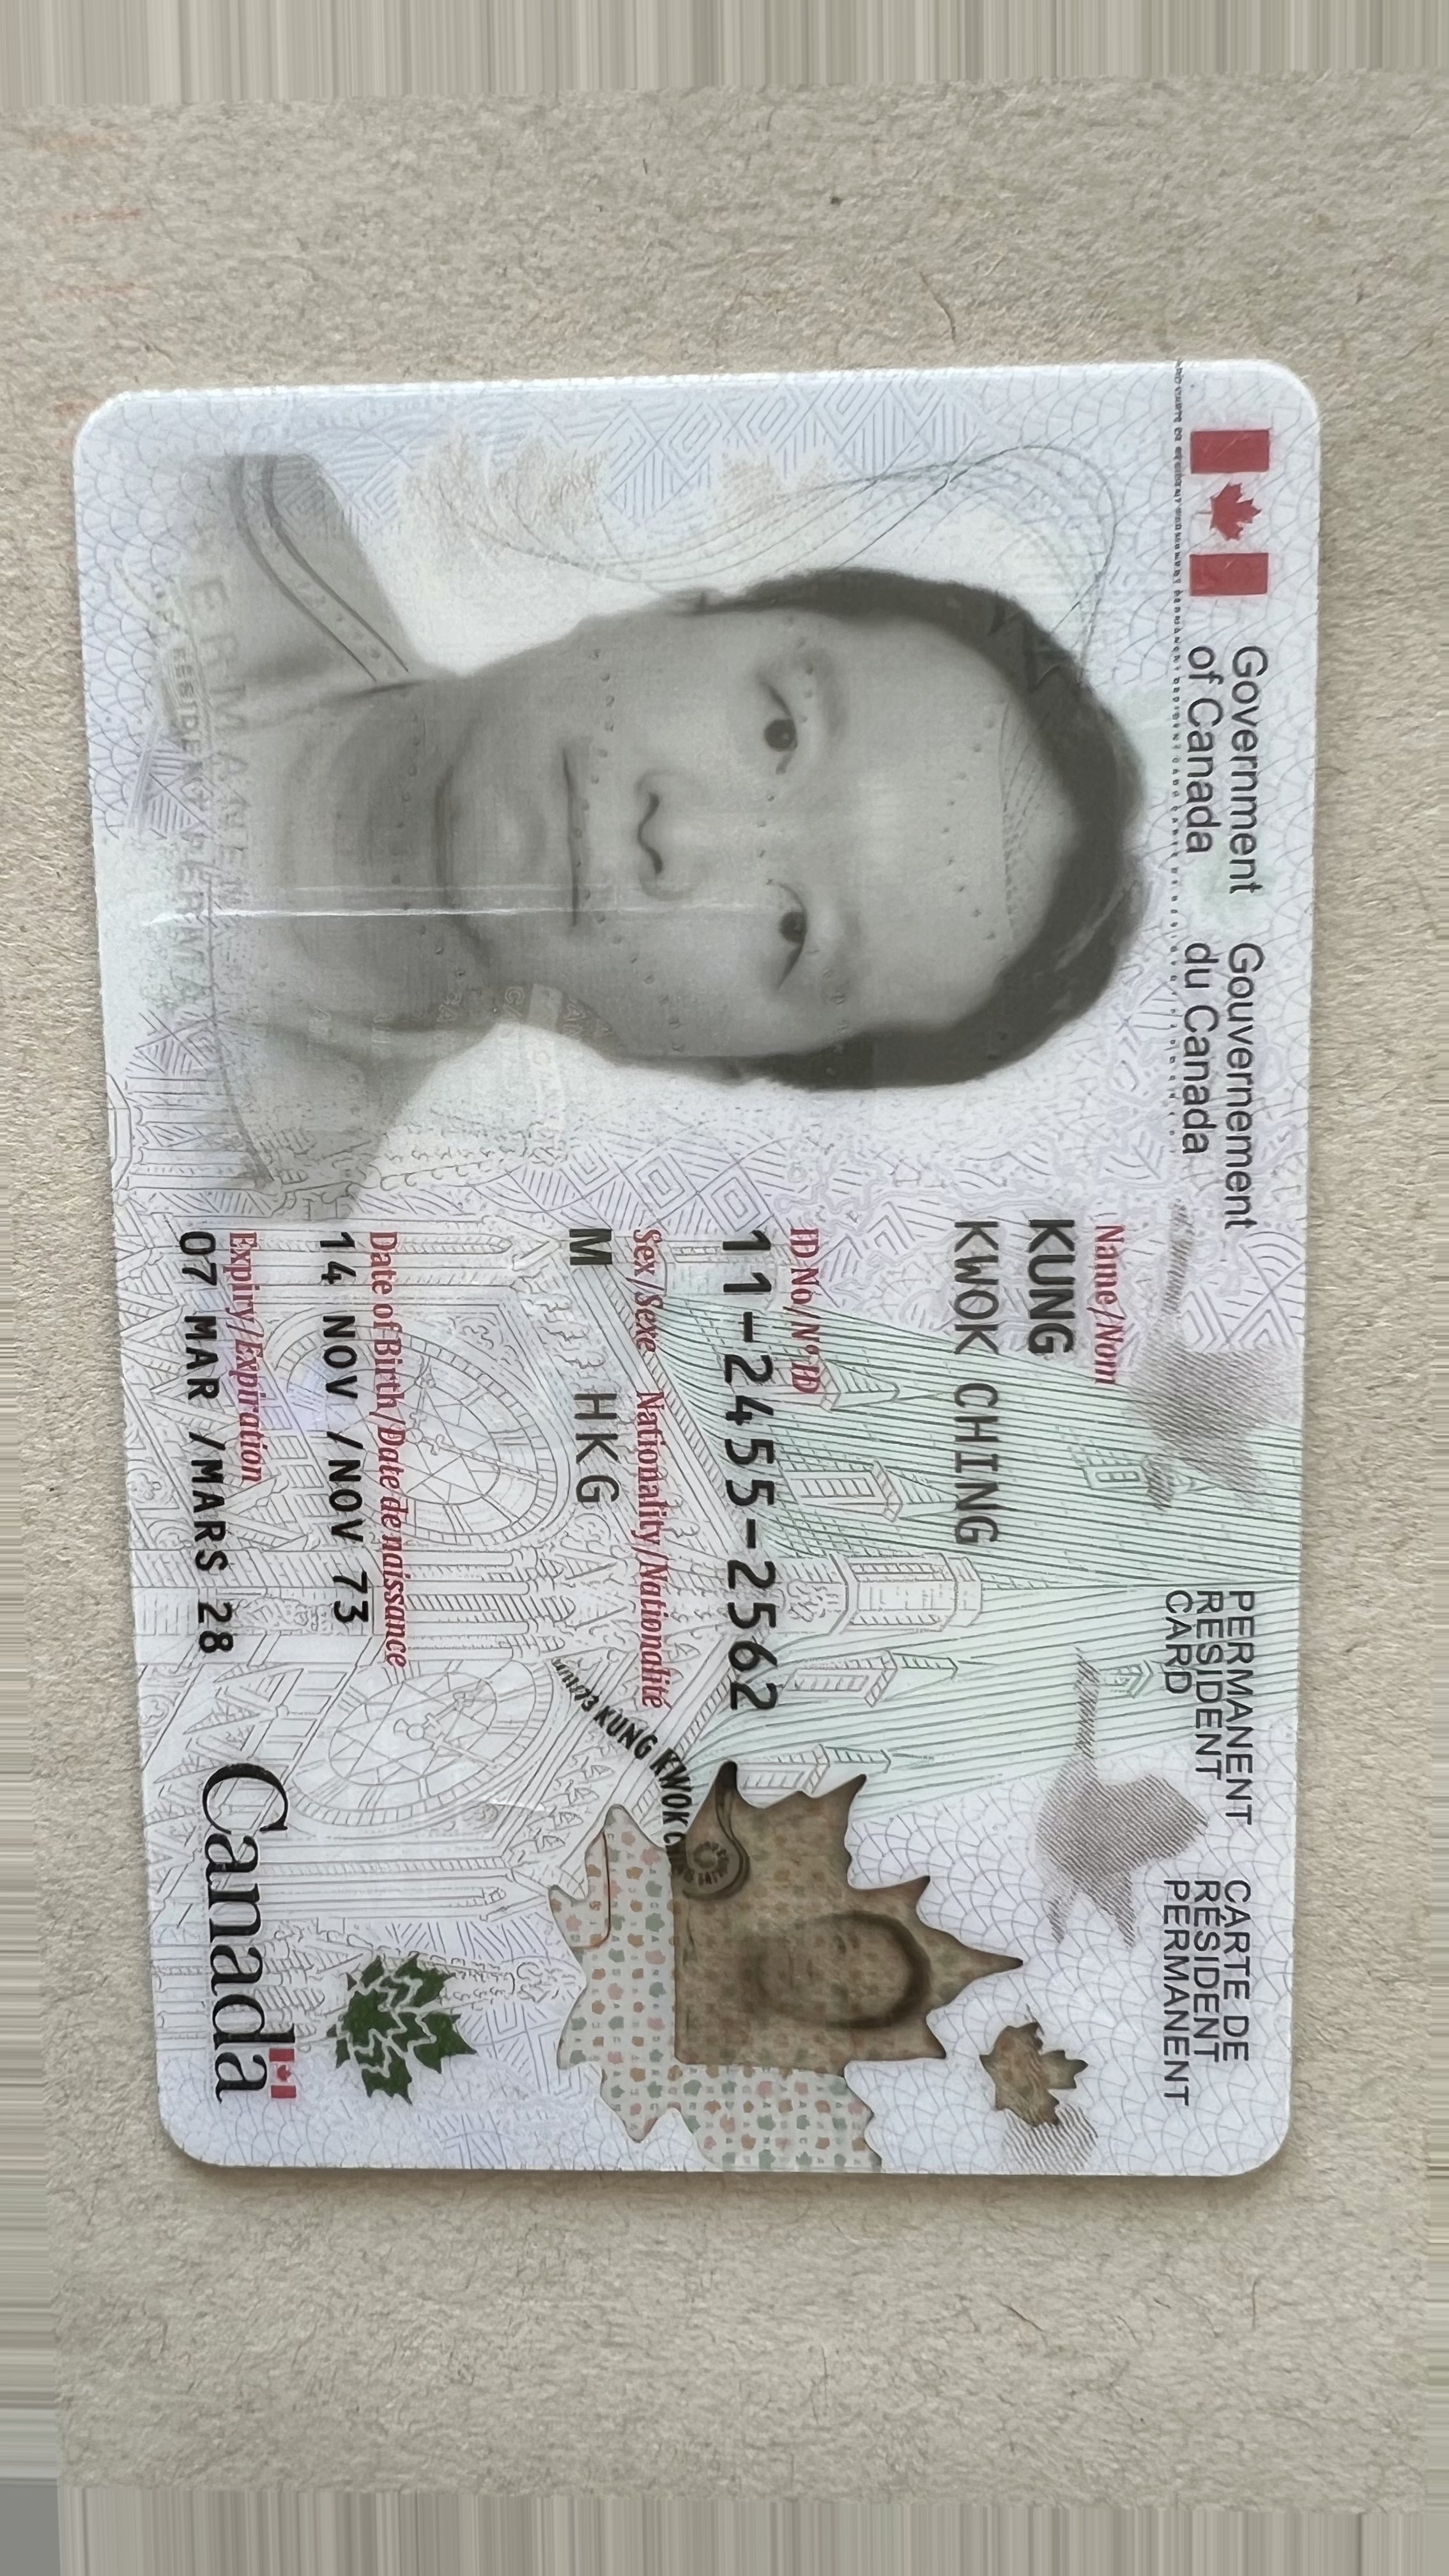 Government of Canada
Gouvernement du Canada
PERMANENT RESIDENT CARD
CARTE DE RÉSIDENT PERMANENT
Name/Nom
KUNG
KWOK CHING
ID No/Nº ID
11-2455-2562
Sex/Sexe Nationality/Nationalité
M HKG
Date of Birth/Date de naissance
14 NOV /NOV 73
Expiry/Expiration
07 MAR /MARS 28
KUNG KWOK
Canada